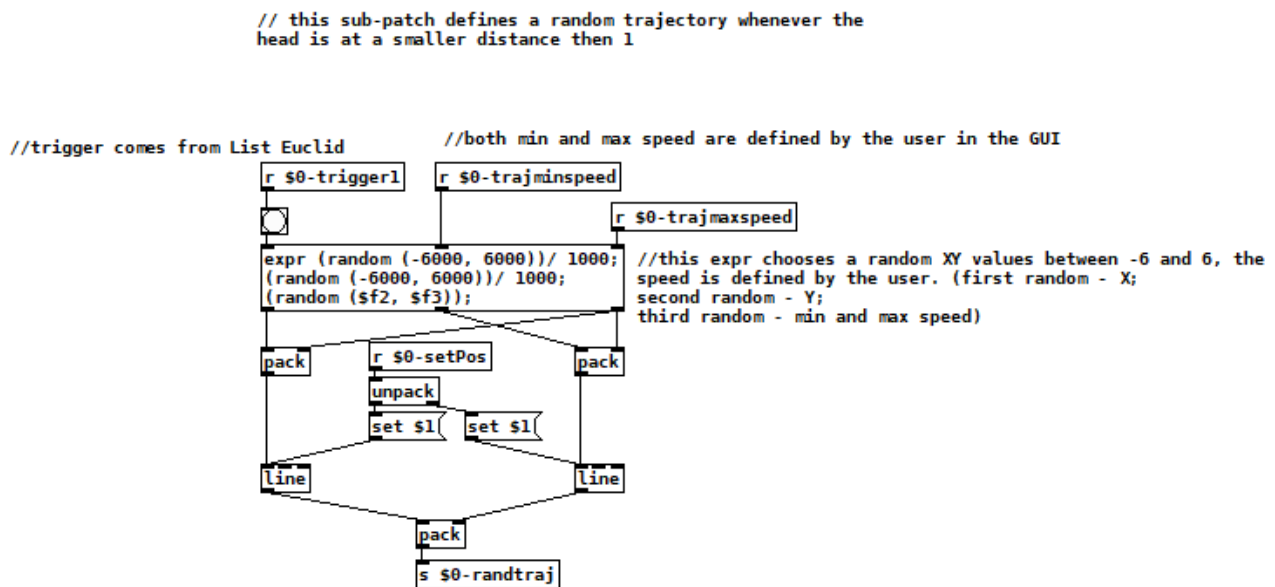 // this sub-patch defines a random trajectory whenever the
head is at a smaller distance then 1
//both min and max speed are defined by the user in the GUI
//trigger comes from List Euclid
r $0-trigger1
r $0-trajminspeed
r $0-trajmaxspeed
expr (random (-6000, 6000))/ 1000;
(random (-6000, 6000))/ 1000;
(random ($f2, $f3));
//this expr chooses a random XY values between -6 and 6, the
speed is defined by the user. (first random - X;
second random - Y;
third random - min and max speed)
pack
r $0-setPos
pack
unpack
set $1
set $1
line
line
pack
s $0-randtraj